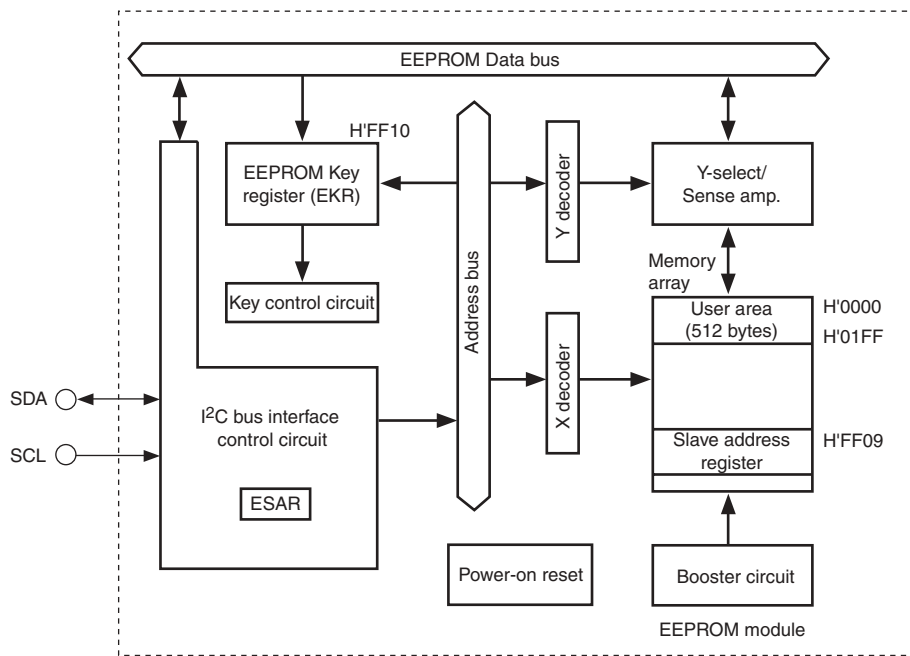 EEPROM Data bus
H'FF10
EEPROM Key
register (EKR)
Key control circuit
Address bus
Y decoder
Y-select/
Sense amp.
Memory
array
User area
(512 bytes)
H'0000
H'01FF
X decoder
SDA
SCL
I²C bus interface
control circuit
ESAR
Slave address
register
H'FF09
Power-on reset
Booster circuit
EEPROM module